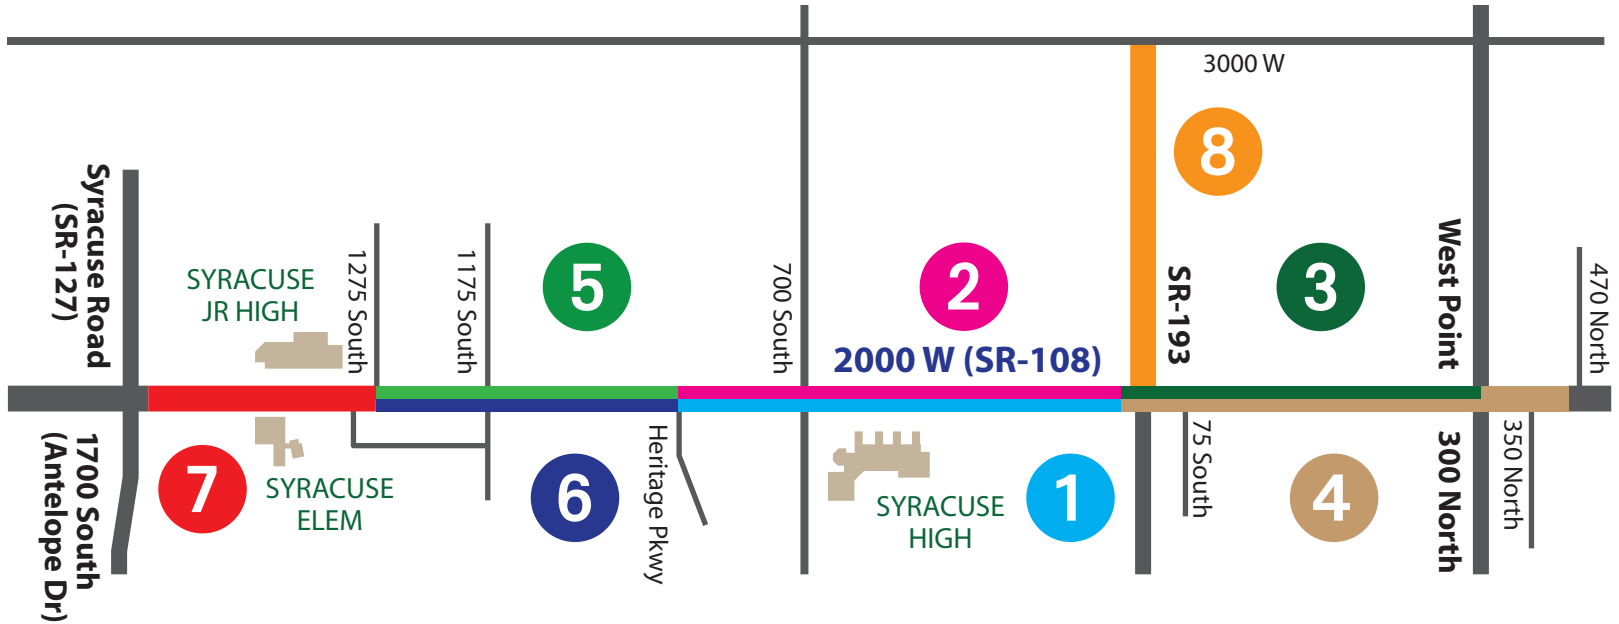 3000 W
8
Syracuse Road
(SR-127)
SYRACUSE
JR HIGH
1275 South
1175 South
5
700 South
2
2000 W (SR-108)
SR-193
3
West Point
470 North
1700 South
(Antelope Dr)
7
SYRACUSE
ELEM
6
Heritage Pkwy
SYRACUSE
HIGH
1
75 South
4
300 North
350 North